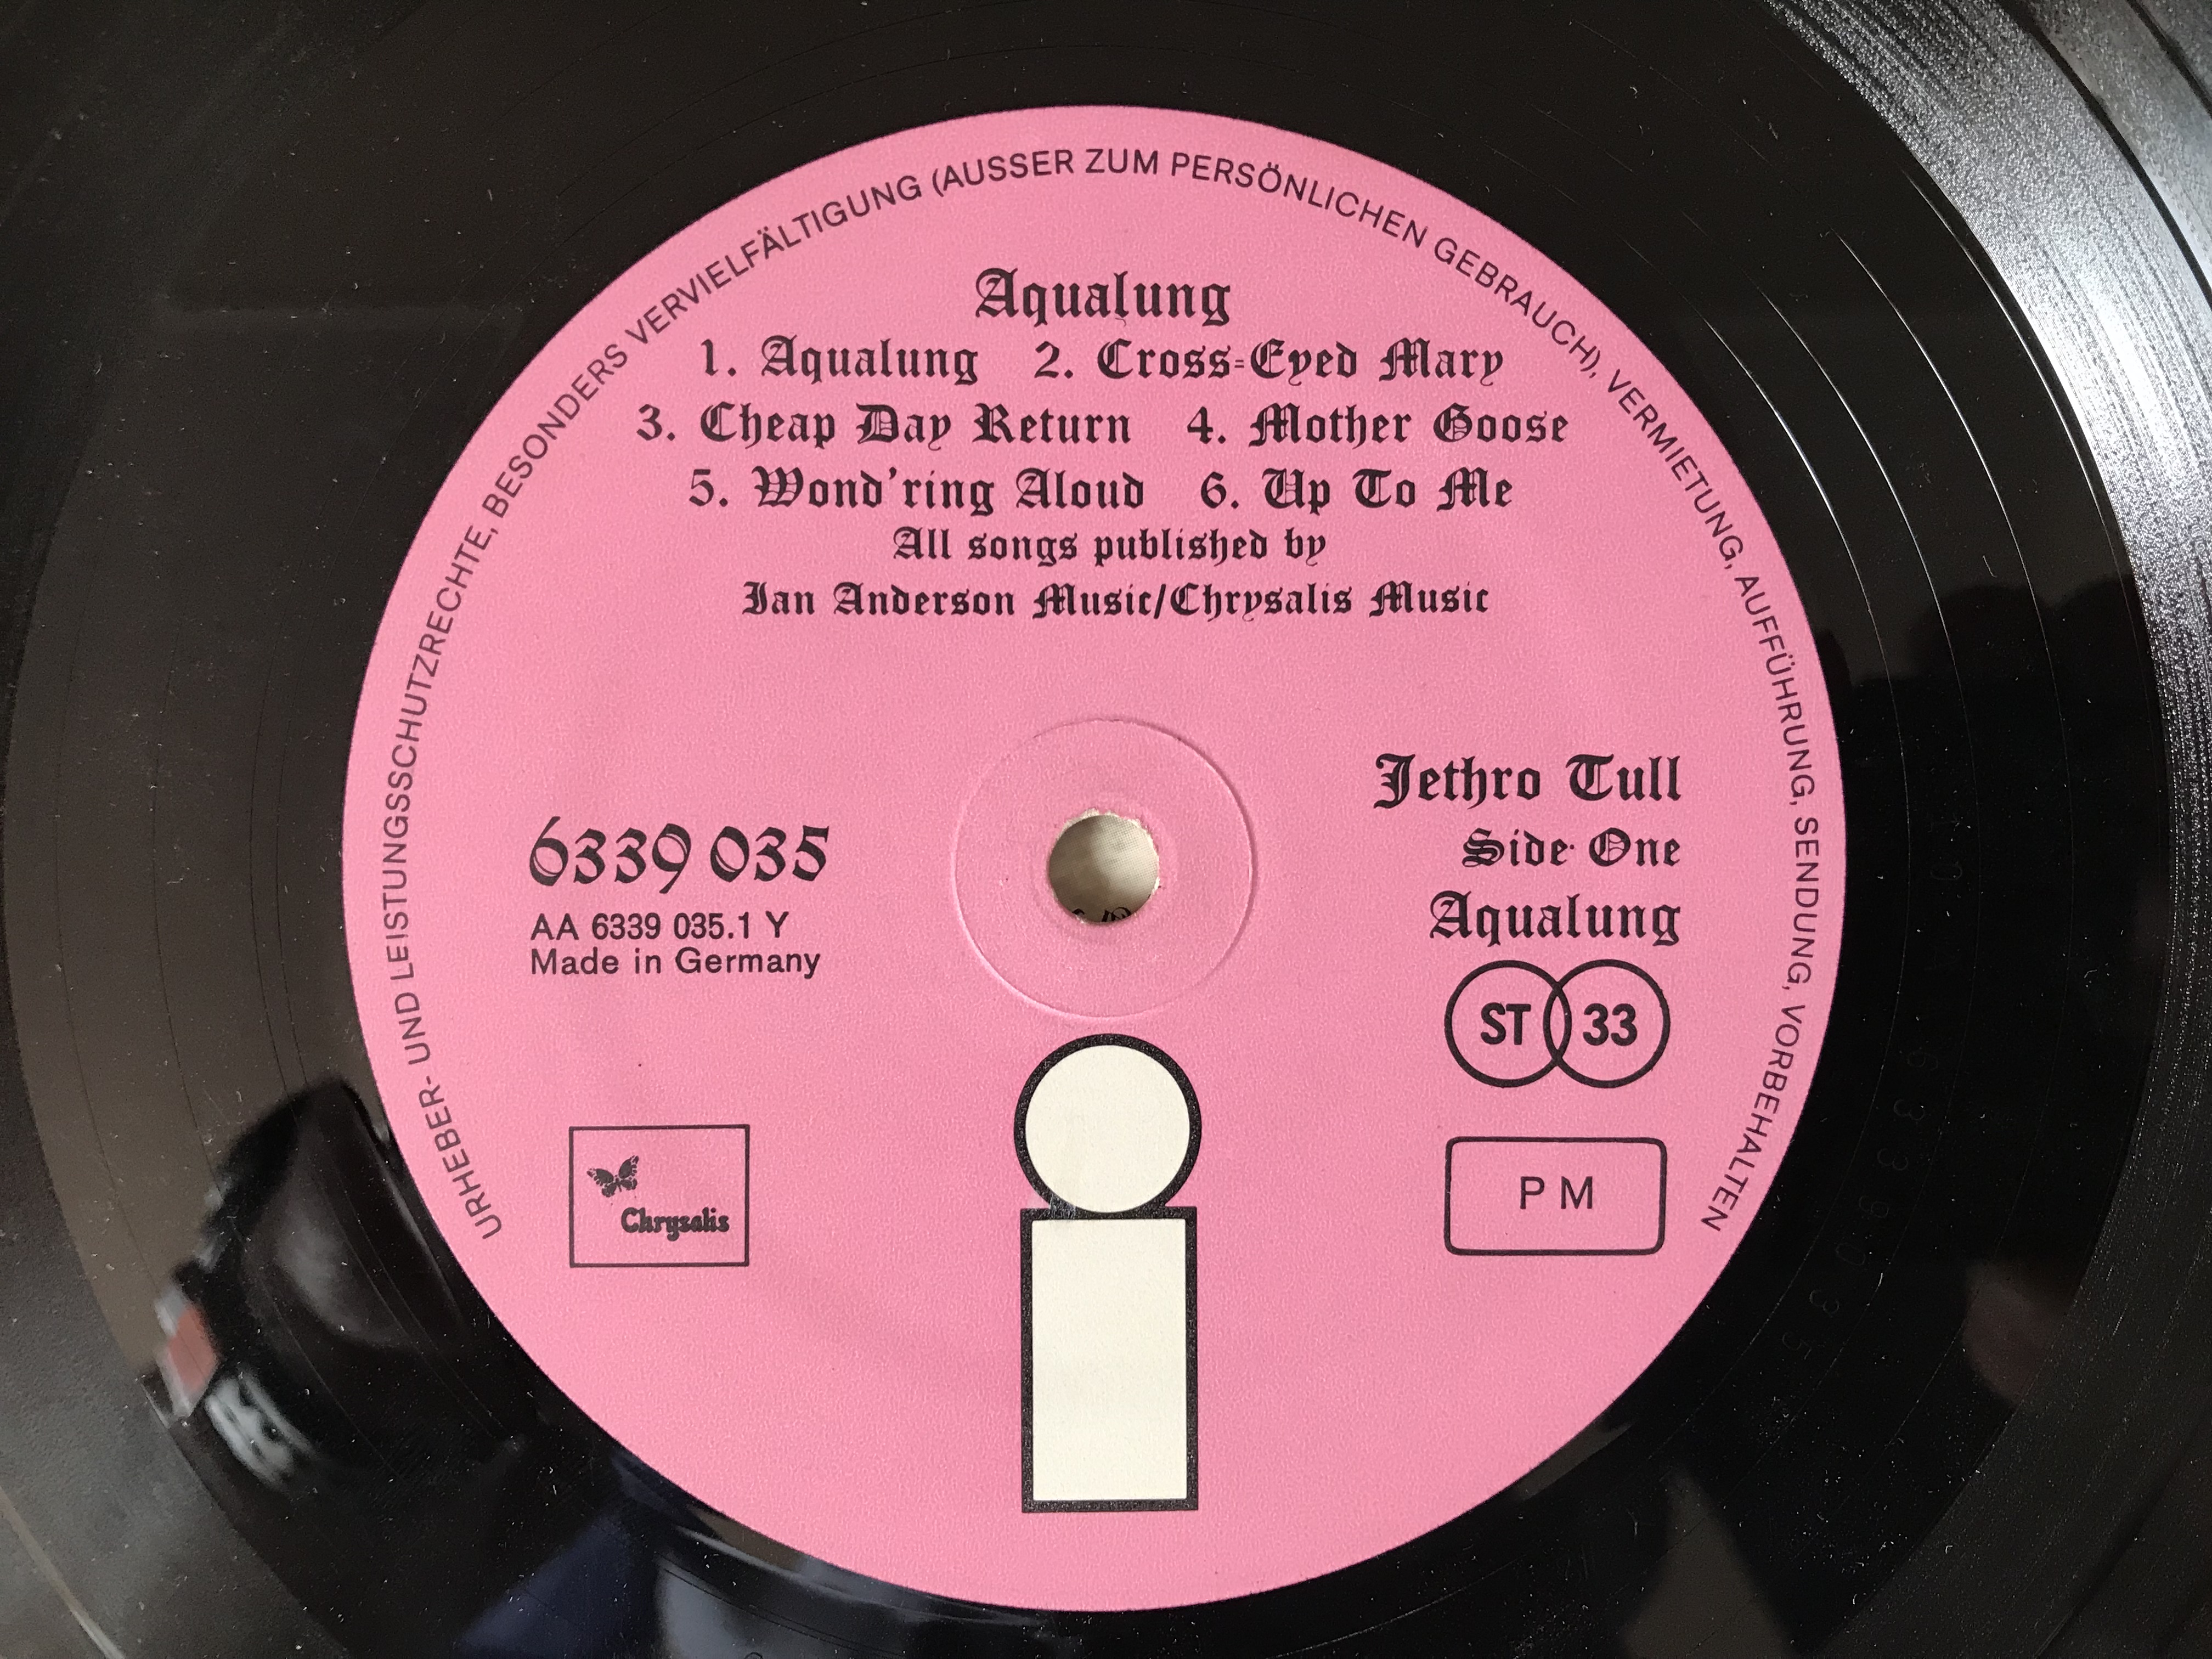 URHEBER- UND LEISTUNGSSCHUTZRECHTE, BESONDERS VERVIELFÄLTIGUNG (AUSSER ZUM PERSÖNLICHEN GEBRAUCH), VERMIETUNG, AUFFÜHRUNG, SENDUNG, VORBEHALTEN
Aqualung
1. Aqualung 2. Cross=Eyed Mary
3. Cheap Day Return 4. Mother Goose
5. Wond'ring Aloud 6. Up To Me
All songs published by
Ian Anderson Music/Chrysalis Music
6339 035
AA 6339 035.1 Y
Made in Germany
Jethro Tull
Side One
Aqualung
ST 33
Chrysalis
i
P M